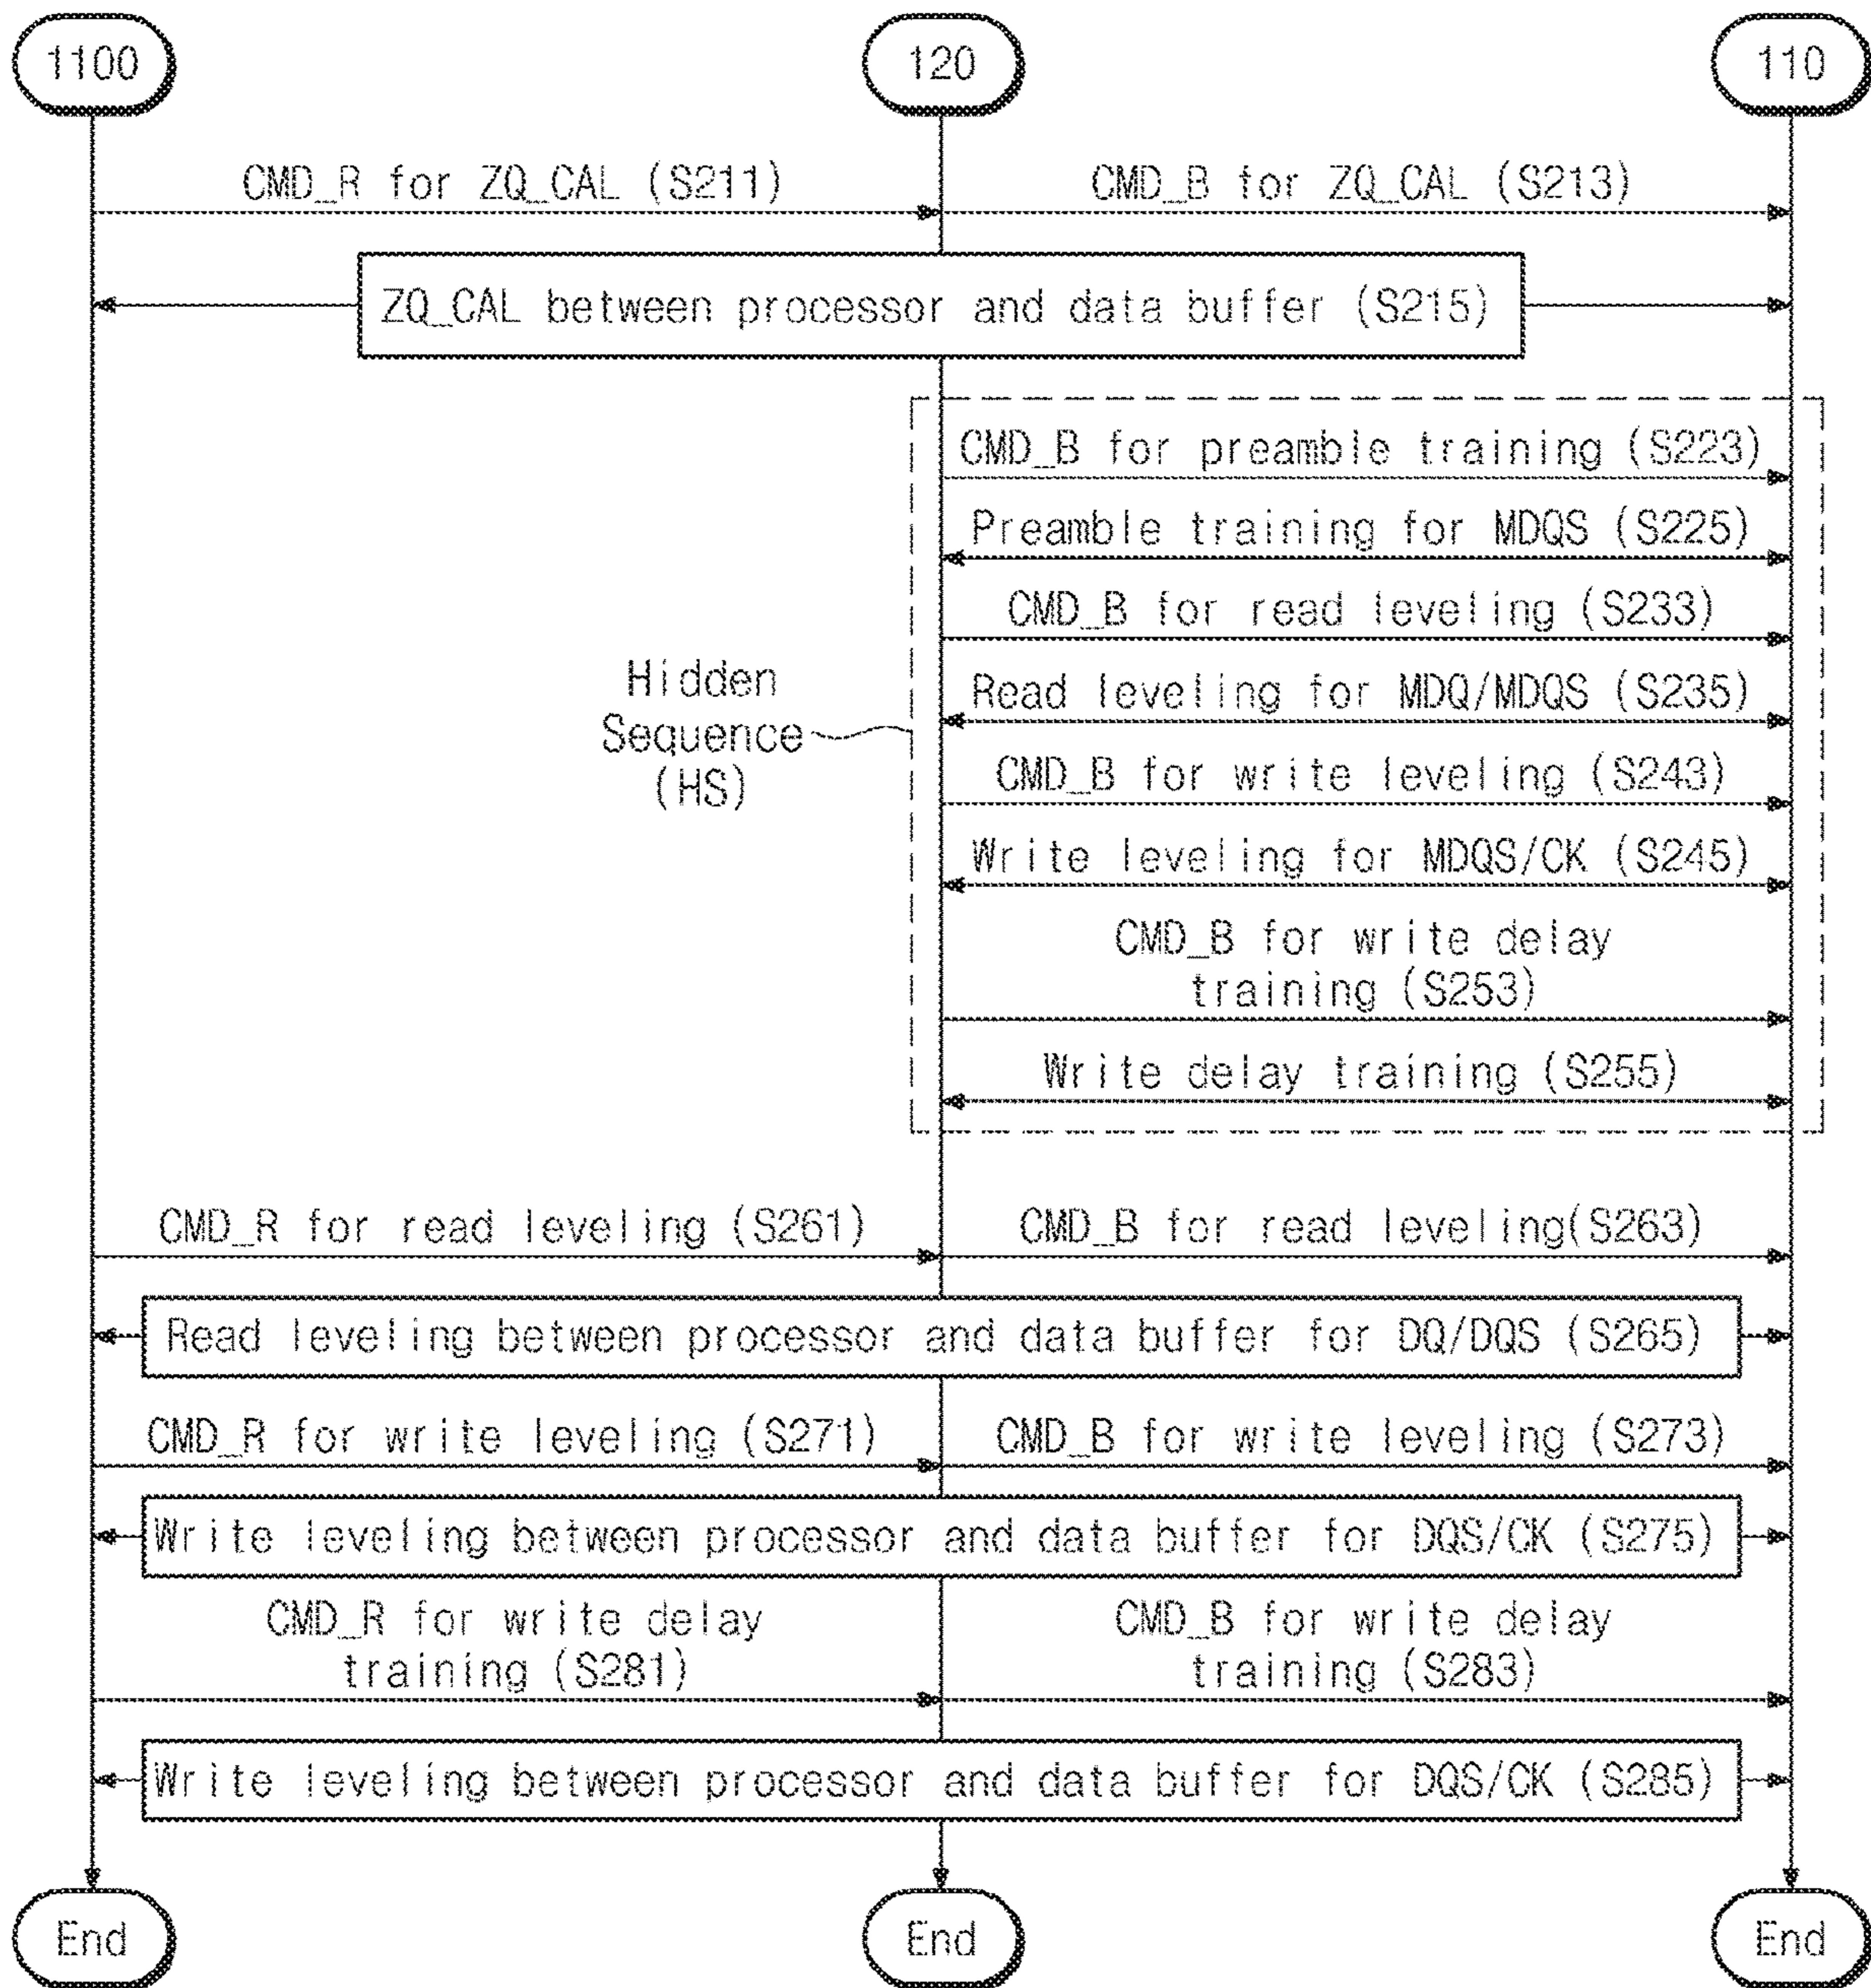 1100
120
110
CMD_R for ZQ_CAL (S211)
CMD_B for ZQ_CAL (S213)
ZQ_CAL between processor and data buffer (S215)
CMD_B for preamble training (S223)
Preamble training for MDQS (S225)
CMD_B for read leveling (S233)
Hidden
Sequence
(HS)
Read leveling for MDQ/MDQS (S235)
CMD_B for write leveling (S243)
Write leveling for MDQS/CK (S245)
CMD_B for write delay
training (S253)
Write delay training (S255)
CMD_R for read leveling (S261)
CMD_B for read leveling(S263)
Read leveling between processor and data buffer for DQ/DQS (S265)
CMD_R for write leveling (S271)
CMD_B for write leveling (S273)
Write leveling between processor and data buffer for DQS/CK (S275)
CMD_R for write delay
training (S281)
CMD_B for write delay
training (S283)
Write leveling between processor and data buffer for DQS/CK (S285)
End
End
End